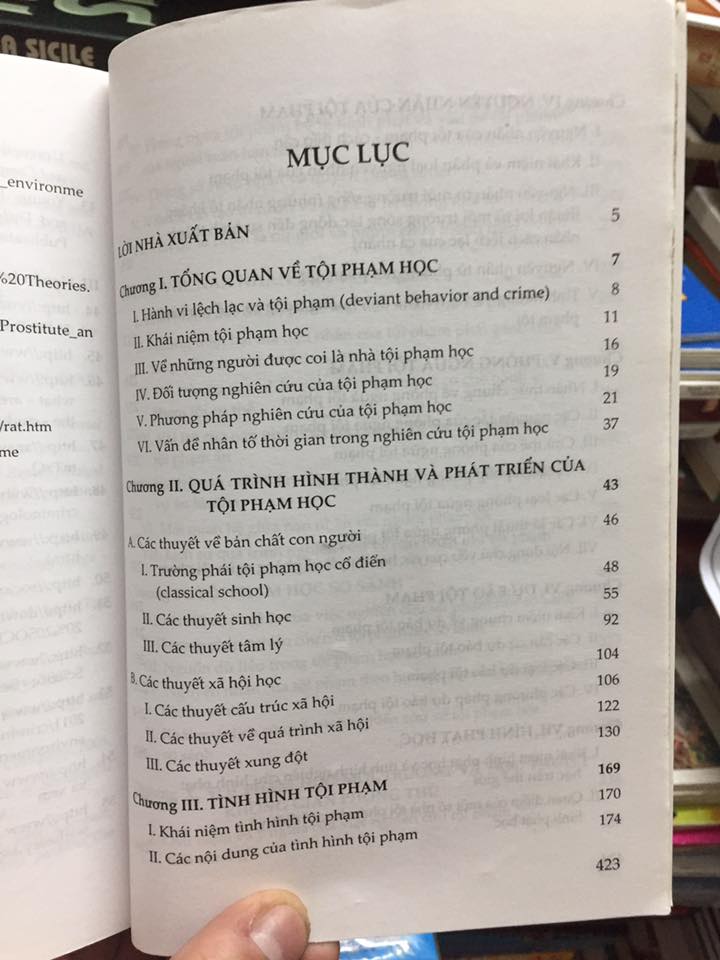 A SICILE
_environme
%20Theories.
Prostitute_an
/rat.htm
me
MỤC LỤC
LỜI NHÀ XUẤT BẢN 5
Chương I. TỔNG QUAN VỀ TỘI PHẠM HỌC 7
I. Hành vi lệch lạc và tội phạm (deviant behavior and crime) 8
II. Khái niệm tội phạm học 11
III. Về những người được coi là nhà tội phạm học 16
IV. Đối tượng nghiên cứu của tội phạm học 19
V. Phương pháp nghiên cứu của tội phạm học 21
VI. Vấn đề nhân tố thời gian trong nghiên cứu tội phạm học 37
Chương II. QUÁ TRÌNH HÌNH THÀNH VÀ PHÁT TRIỂN CỦA
TỘI PHẠM HỌC 43
A. Các thuyết về bản chất con người 46
I. Trường phái tội phạm học cổ điển
(classical school) 48
II. Các thuyết sinh học 55
III. Các thuyết tâm lý 92
B. Các thuyết xã hội học 104
I. Các thuyết cấu trúc xã hội 106
II. Các thuyết về quá trình xã hội 122
III. Các thuyết xung đột 130
Chương III. TÌNH HÌNH TỘI PHẠM 169
I. Khái niệm tình hình tội phạm 170
II. Các nội dung của tình hình tội phạm 174
423